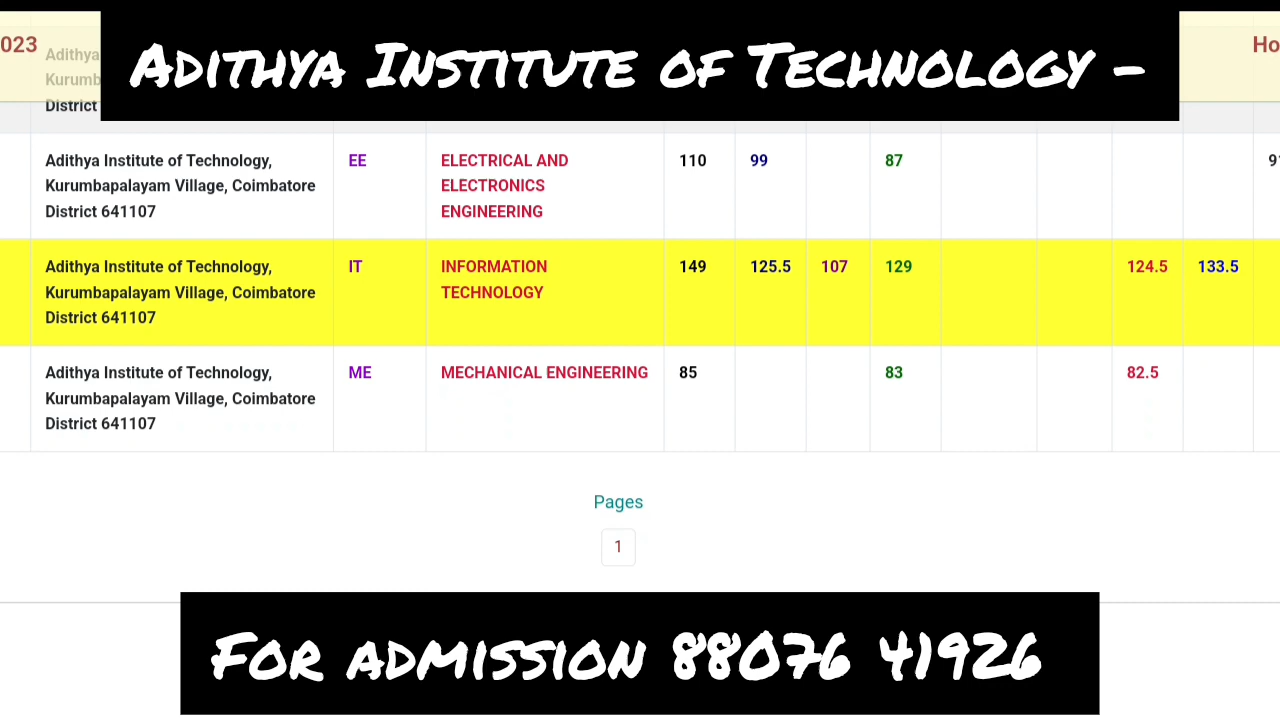 023
Adithya
Kurumb
District
ADITHYA INSTITUTE OF TECHNOLOGY -
Ho
Adithya Institute of Technology,
Kurumbapalayam Village, Coimbatore
District 641107
EE
ELECTRICAL AND
ELECTRONICS
ENGINEERING
110
99
87
Adithya Institute of Technology,
Kurumbapalayam Village, Coimbatore
District 641107
IT
INFORMATION
TECHNOLOGY
149
125.5
107
129
124.5
133.5
Adithya Institute of Technology,
Kurumbapalayam Village, Coimbatore
District 641107
ME
MECHANICAL ENGINEERING
85
83
82.5
Pages
1
FOR ADMISSION 88076 41926